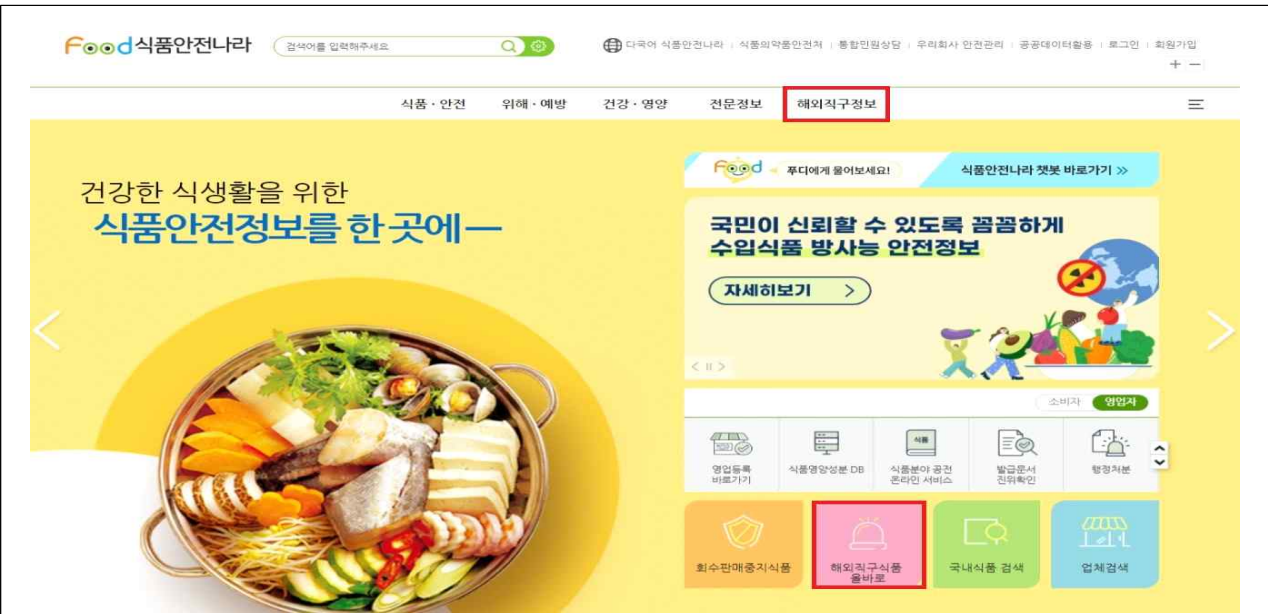 Food 식품안전나라
검색어를 입력해주세요
다국어 식품안전나라 | 식품의약품안전처 | 통합민원상담 | 우리회사 안전관리 | 공공데이터활용 | 로그인 | 회원가입
+ −
식품·안전 위해·예방 건강·영양 전문정보 해외직구정보
건강한 식생활을 위한
식품안전정보를 한 곳에
Food 푸디에게 물어보세요! 식품안전나라 챗봇 바로가기 »
국민이 신뢰할 수 있도록 꼼꼼하게
수입식품 방사능 안전정보
자세히보기 >
소비자 영업자
식품
영업등록
바로가기
식품영양성분 DB
식품분야 공전
온라인 서비스
발급문서
진위확인
행정처분
회수판매중지식품
해외직구식품
올바로
국내식품 검색
업체검색